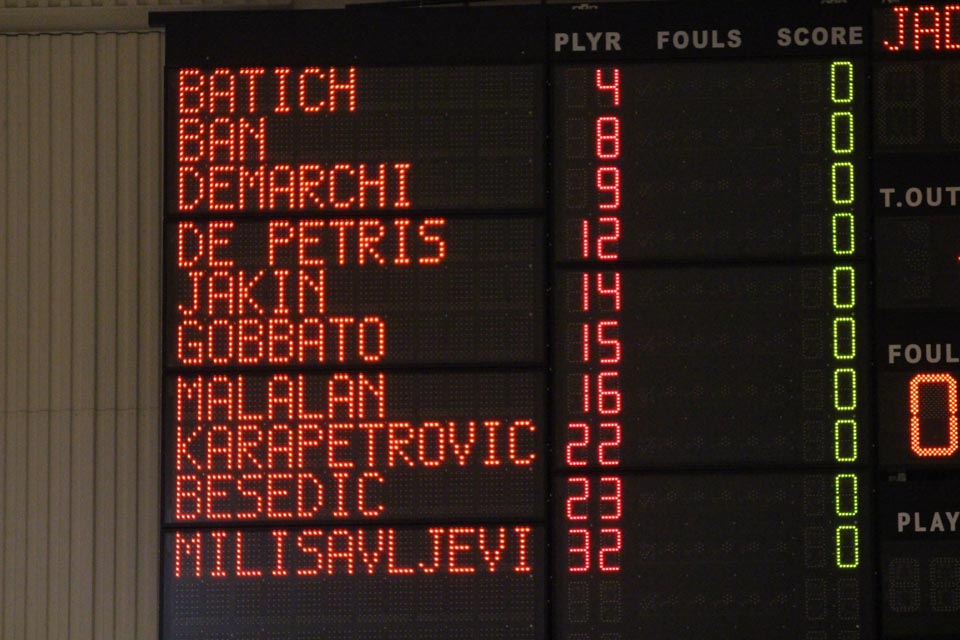 PLYR FOULS SCORE JAD
BATICH 4 0
BAN 8 0
DEMARCHI 9 0
DE PETRIS 12 0
JAKIN 14 0
GOBBATO 15 0
MALALAN 16 0
KARAPETROVIC 22 0
BESEDIC 23 0
MILISAVLJEVI 32 0
T.OUT
FOUL
0
PLAY